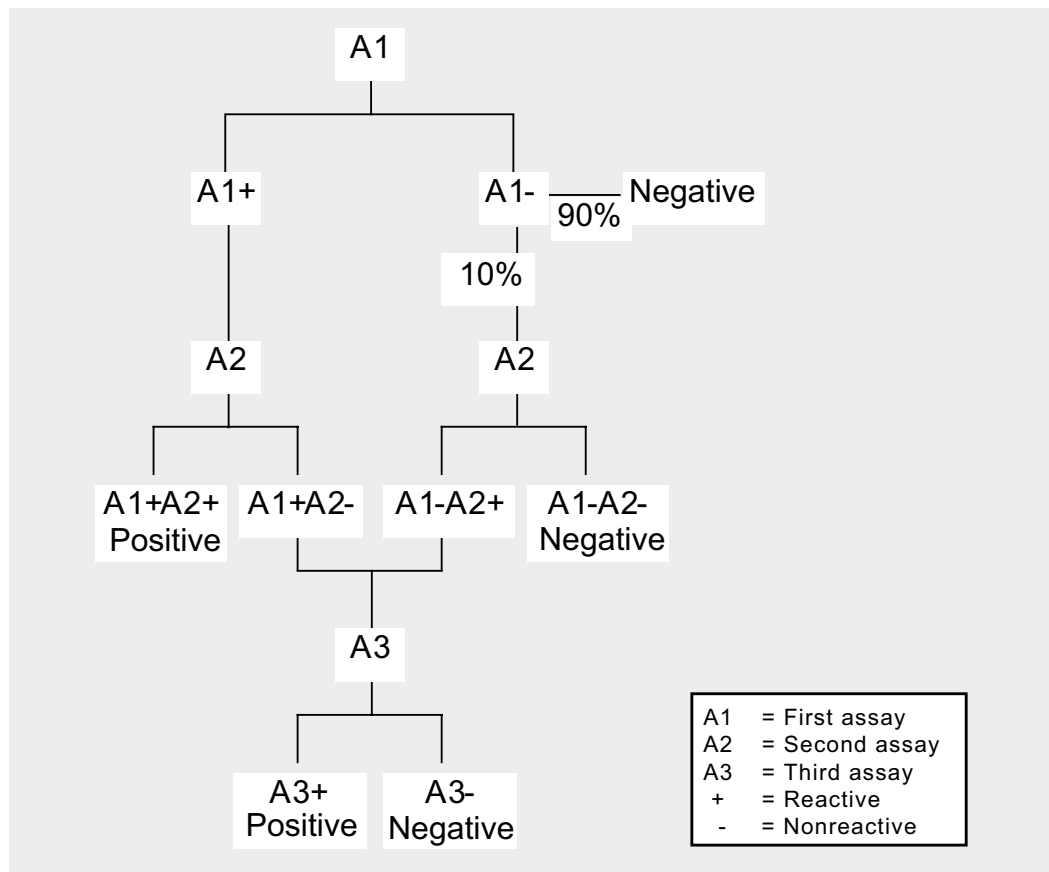 A1
A1+
A1-
Negative
90%
10%
A2
A2
A1+A2+
Positive
A1+A2-
A1-A2+
A1-A2-
Negative
A3
A3+
Positive
A3-
Negative
A1 = First assay
A2 = Second assay
A3 = Third assay
+ = Reactive
- = Nonreactive